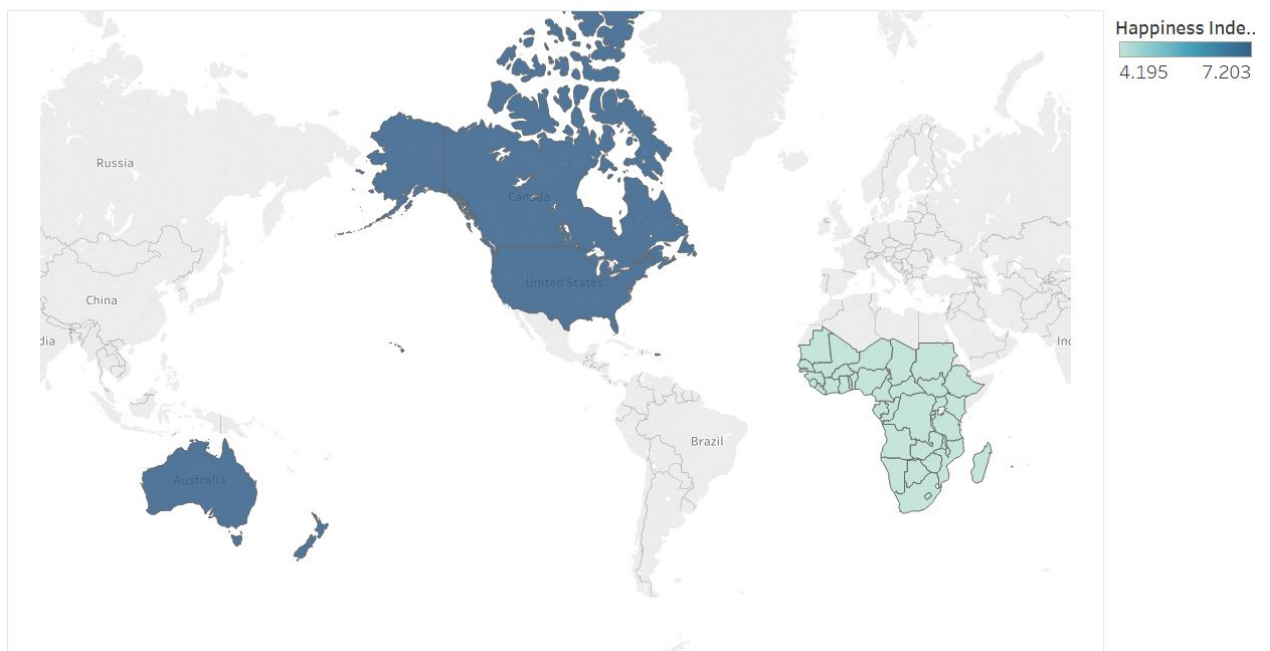 Happiness Inde..
4.195 7.203
Russia
Canada
United States
China
dia
Ind
Brazil
Australia